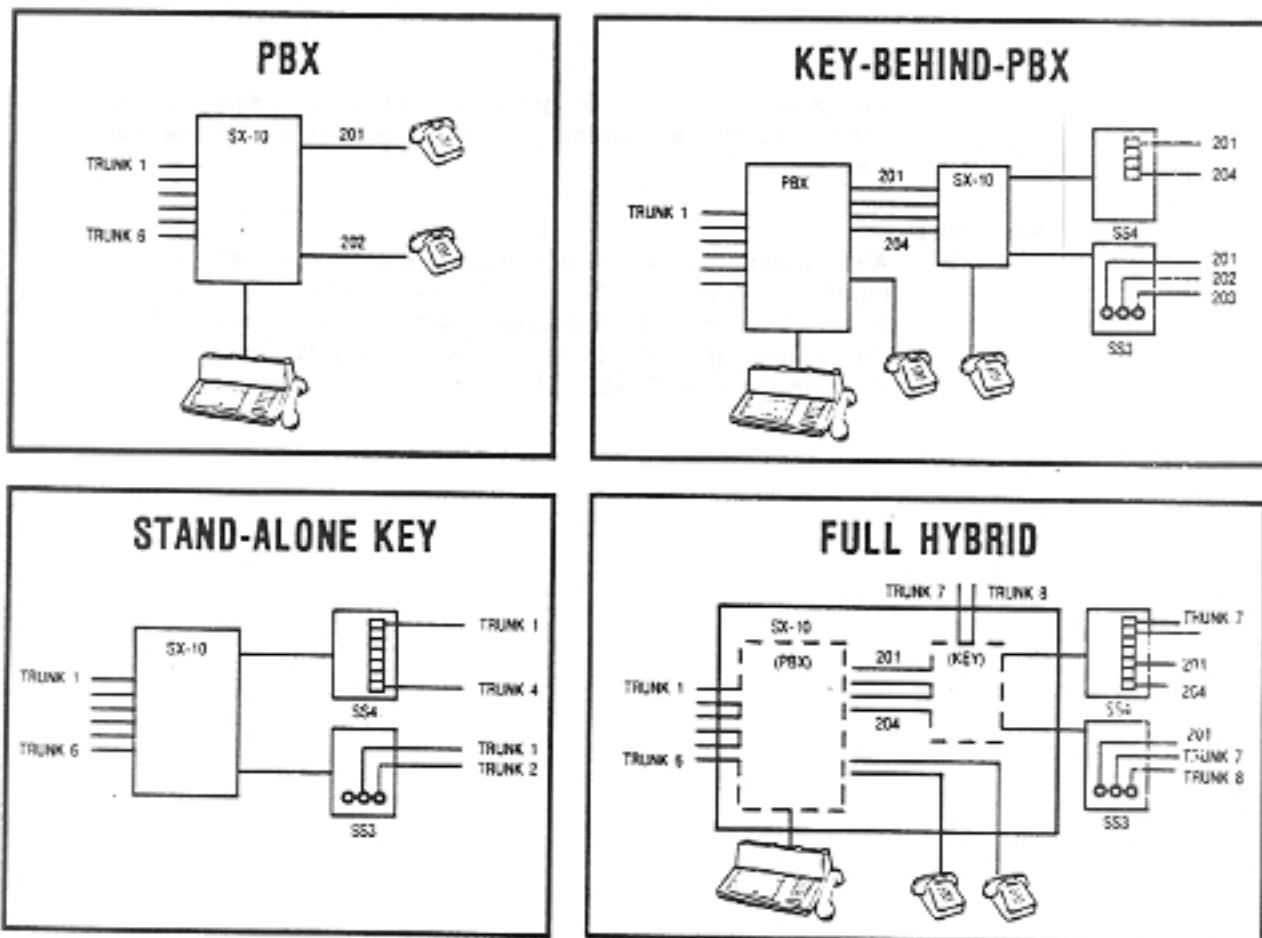 PBX
SX-10
201
TRUNK 1
TRUNK 6
202
KEY-BEHIND-PBX
PBX
201
SX-10
201
204
TRUNK 1
204
SS4
201
202
203
SS3
STAND-ALONE KEY
SX-10
TRUNK 1
TRUNK 4
TRUNK 1
SS4
TRUNK 6
TRUNK 1
TRUNK 2
SS3
FULL HYBRID
TRUNK 7
TRUNK 8
SX-10
TRUNK 7
(PBX)
201
(KEY)
201
TRUNK 1
204
204
SS4
TRUNK 6
201
TRUNK 7
TRUNK 8
SS3